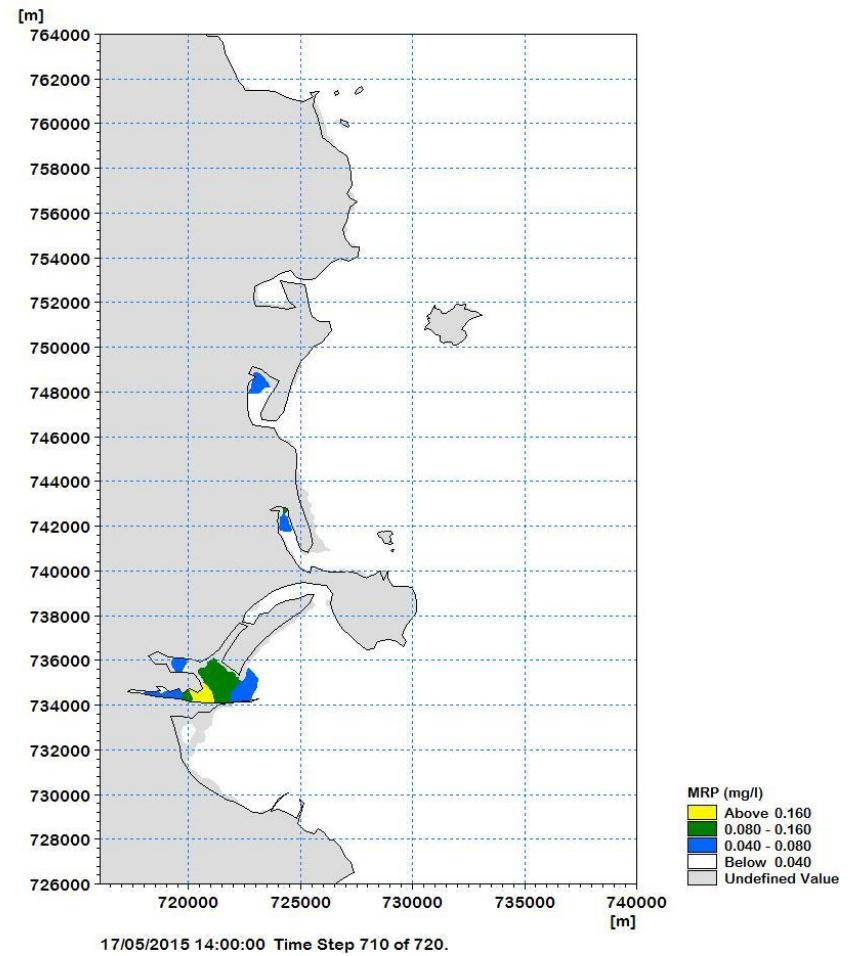 [m]
764000
762000
760000
758000
756000
754000
752000
750000
748000
746000
744000
742000
740000
738000
736000
734000
732000
730000
728000
726000
720000 725000 730000 735000 740000
[m]
MRP (mg/l)
Above 0.160
0.080 - 0.160
0.040 - 0.080
Below 0.040
Undefined Value
17/05/2015 14:00:00 Time Step 710 of 720.